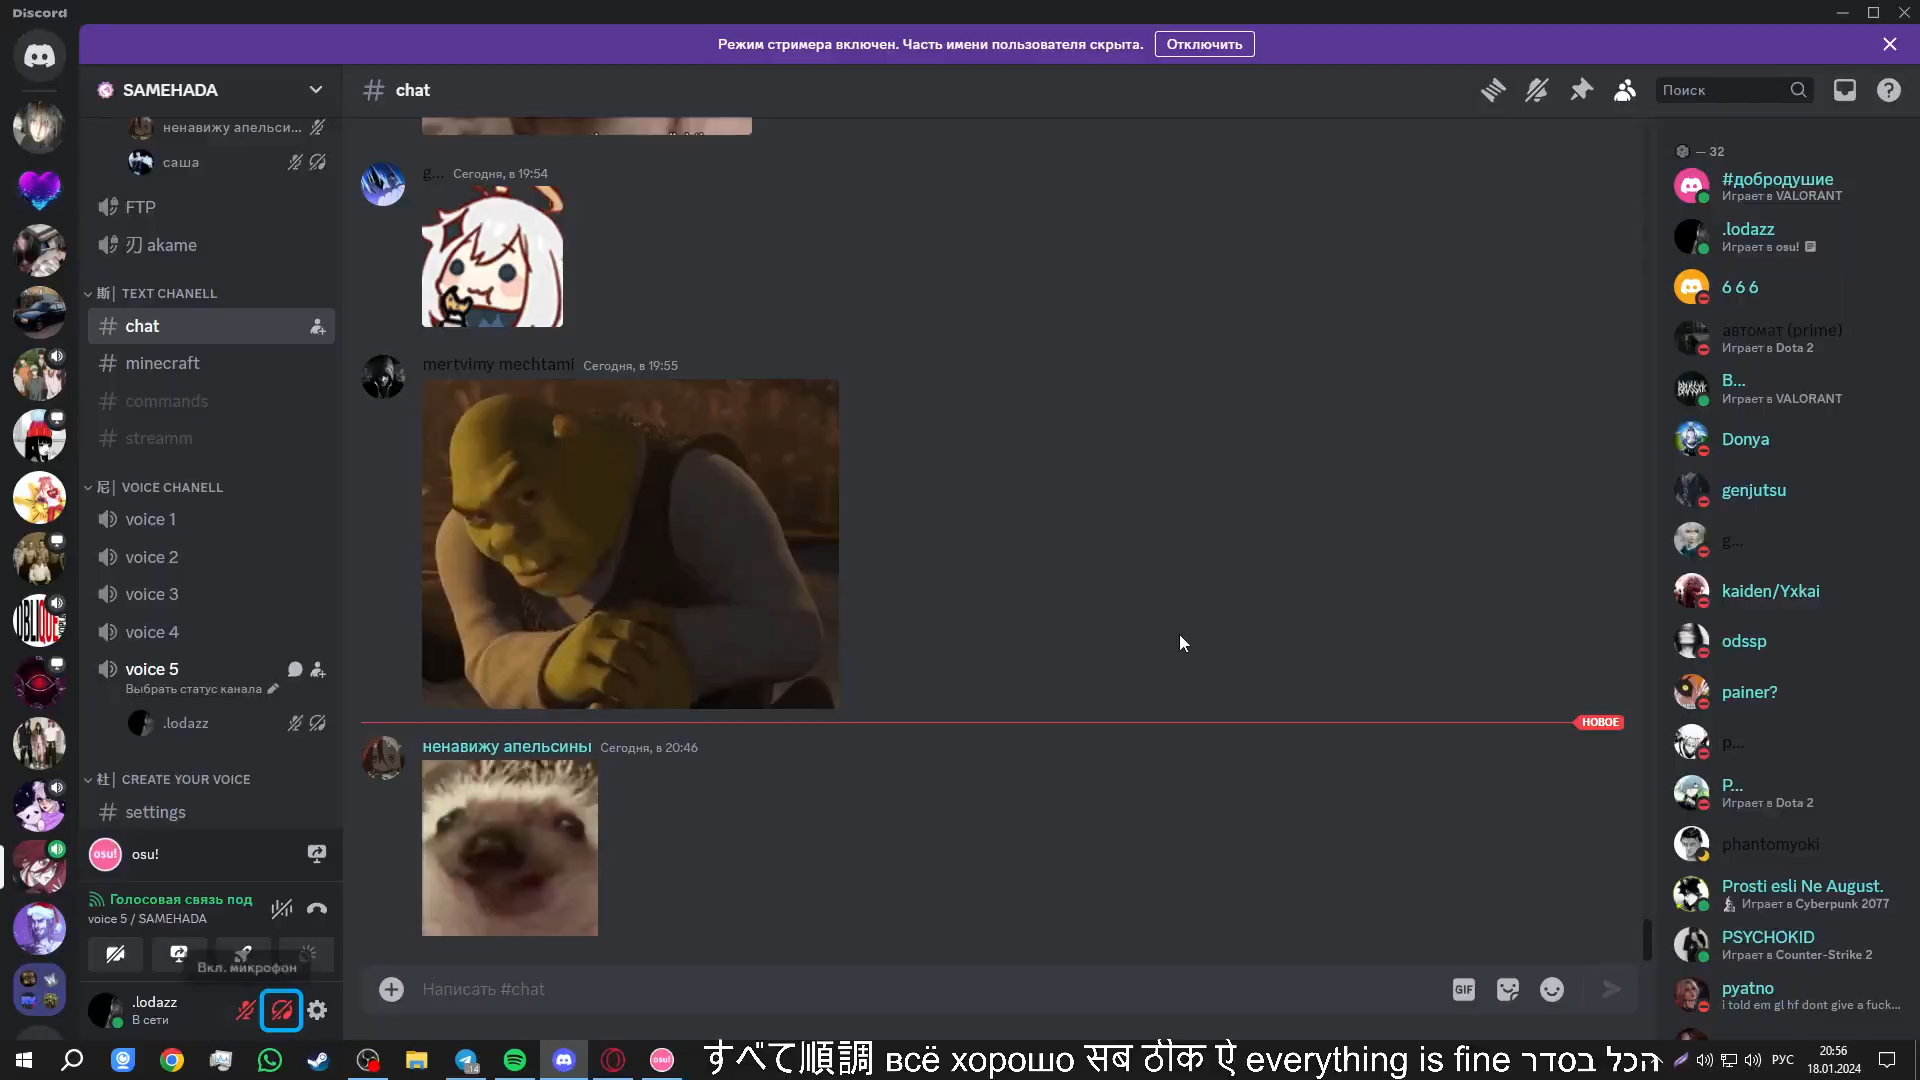 Discord
Режим стримера включен. Часть имени пользователя скрыта.
Отключить
SAMEHADA
ненавижу апельси...
саша
FTP
刃 akame
TEXT CHANELL
chat
minecraft
commands
streamm
VOICE CHANELL
voice 1
voice 2
voice 3
voice 4
voice 5
Выбрать статус канала
.lodazz
CREATE YOUR VOICE
settings
osu!
osu!
Голосовая связь под
voice 5 / SAMEHADA
Вкл. микрофон
.lodazz
В сети
chat
Поиск
g... Сегодня, в 19:54
mertvimy mechtami Сегодня, в 19:55
НОВОЕ
ненавижу апельсины Сегодня, в 20:46
Написать #chat
GIF
— 32
#добродушие
Играет в VALORANT
.lodazz
Играет в osu!
6 6 6
автомат (prime)
Играет в Dota 2
B...
Играет в VALORANT
Donya
genjutsu
g...
kaiden/Yxkai
odssp
painer?
p...
P...
Играет в Dota 2
phantomyoki
Prosti esli Ne August.
Играет в Cyberpunk 2077
PSYCHOKID
Играет в Counter-Strike 2
pyatno
i told em gl hf dont give a fuck...
すべて順調 всё хорошо सब ठीक ऐ everything is fine הכל בסדר
14
osu!
РУС
20:56
18.01.2024